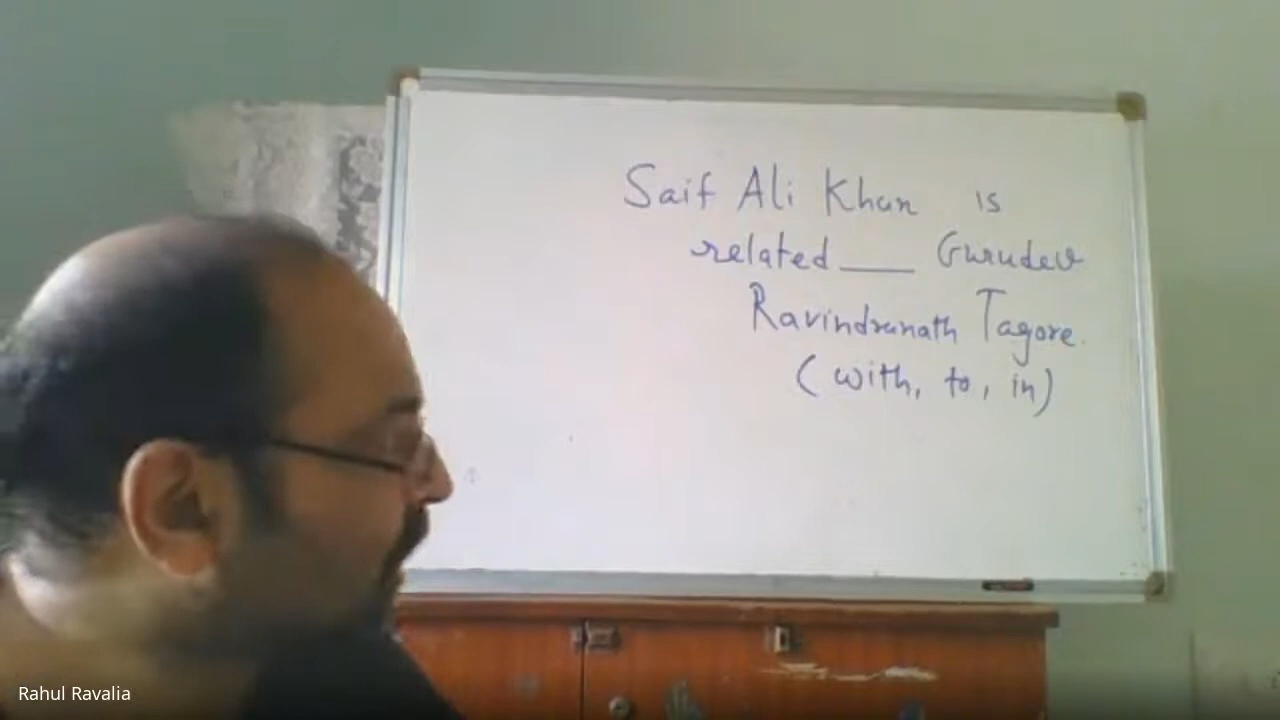 Saif Ali Khan is
related ___ Gurudev
Ravindranath Tagore.
(with, to, in)
Rahul Ravalia